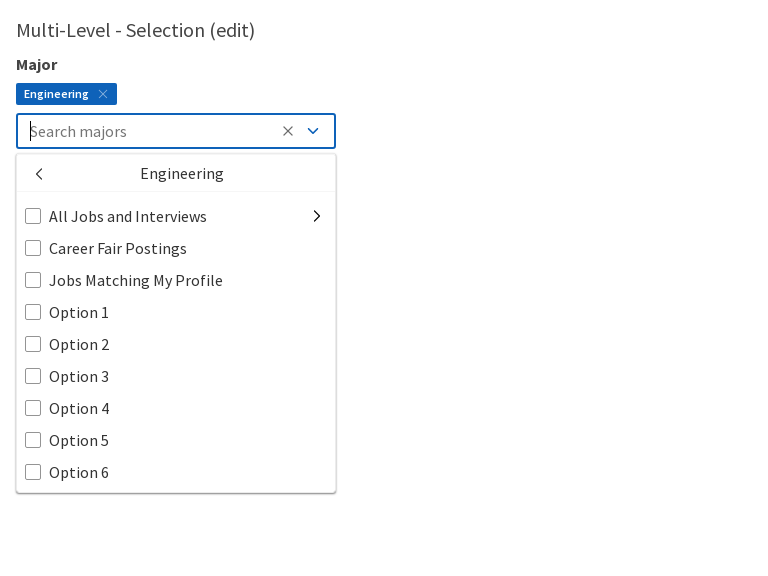 Multi-Level - Selection (edit)
Major
Engineering
Search majors
Engineering
All Jobs and Interviews
Career Fair Postings
Jobs Matching My Profile
Option 1
Option 2
Option 3
Option 4
Option 5
Option 6